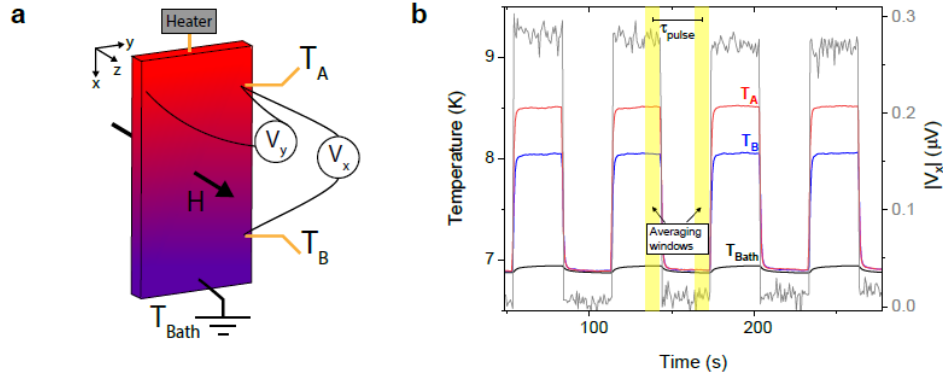 a
Heater
y
z
x
T_A
V_y
V_x
H
T_B
T_Bath
b
Temperature (K)
9
8
7
τ_pulse
T_A
T_B
Averaging
windows
T_Bath
0.3
0.2
0.1
0.0
|V_x| (μV)
100
200
Time (s)